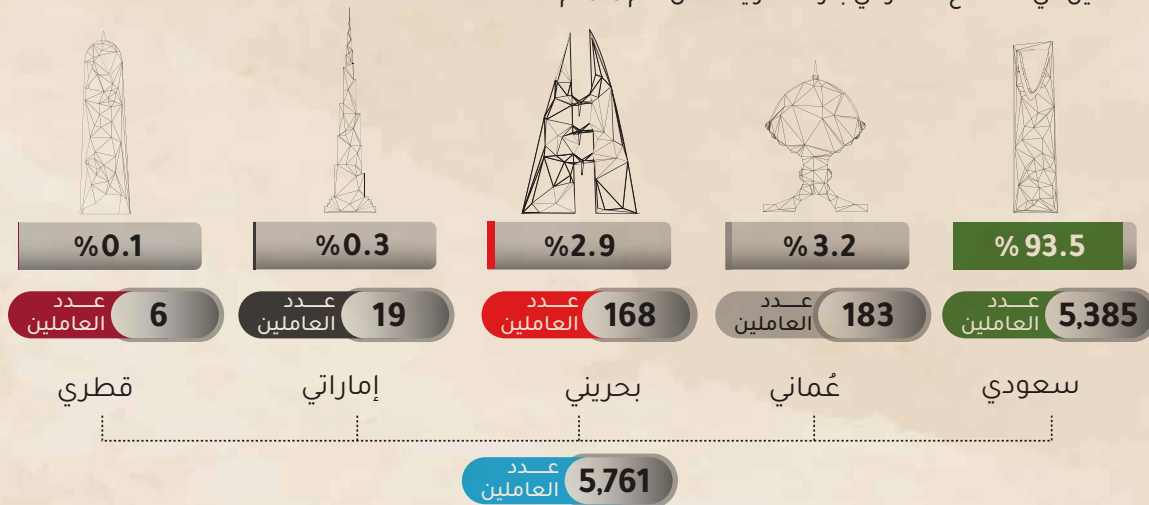 % 93.5
% 3.2
%2.9
%0.3
%0.1
عـــدد العاملين 5,385
عـــدد العاملين 183
عـــدد العاملين 168
عـــدد العاملين 19
عـــدد العاملين 6
سعودي
عُماني
بحريني
إماراتي
قطري
عـــدد العاملين 5,761